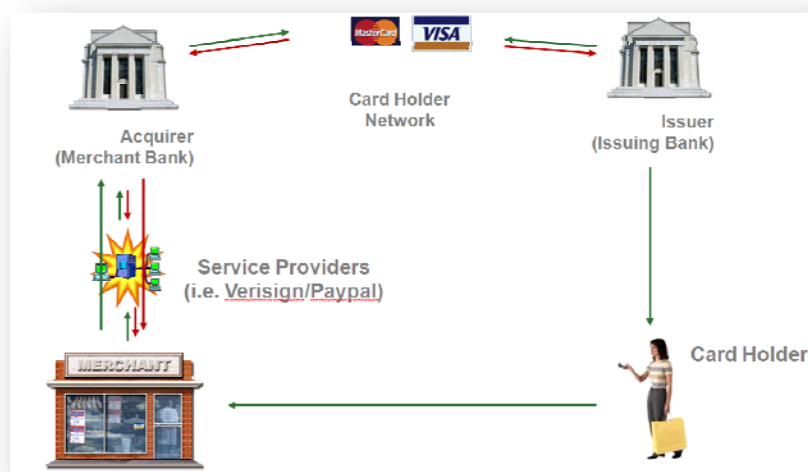 MasterCard
VISA
Card Holder
Network
Acquirer
(Merchant Bank)
Issuer
(Issuing Bank)
Service Providers
(i.e. Verisign/Paypal)
MERCHANT
Card Holder